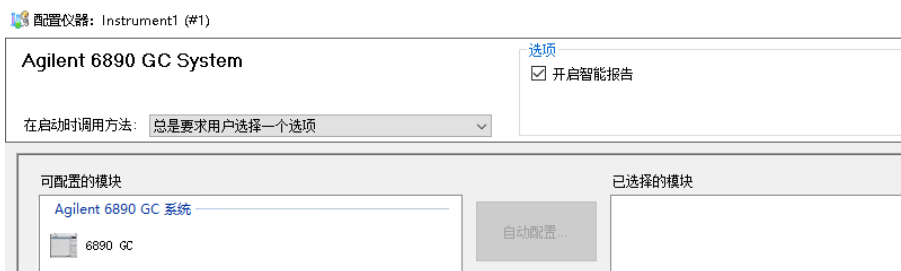 配置仪器: Instrument1 (#1)
Agilent 6890 GC System
选项
开启智能报告
在启动时调用方法: 总是要求用户选择一个选项
可配置的模块
已选择的模块
Agilent 6890 GC 系统
自动配置...
6890 GC